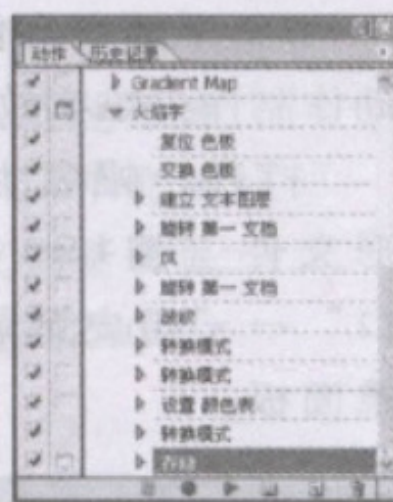 动作 历史记录
Gradient Map
火焰字
复位 色板
交换 色板
建立 文本图层
旋转 第一 文档
风
旋转 第一 文档
波纹
转换模式
转换模式
设置 颜色表
转换模式
存储